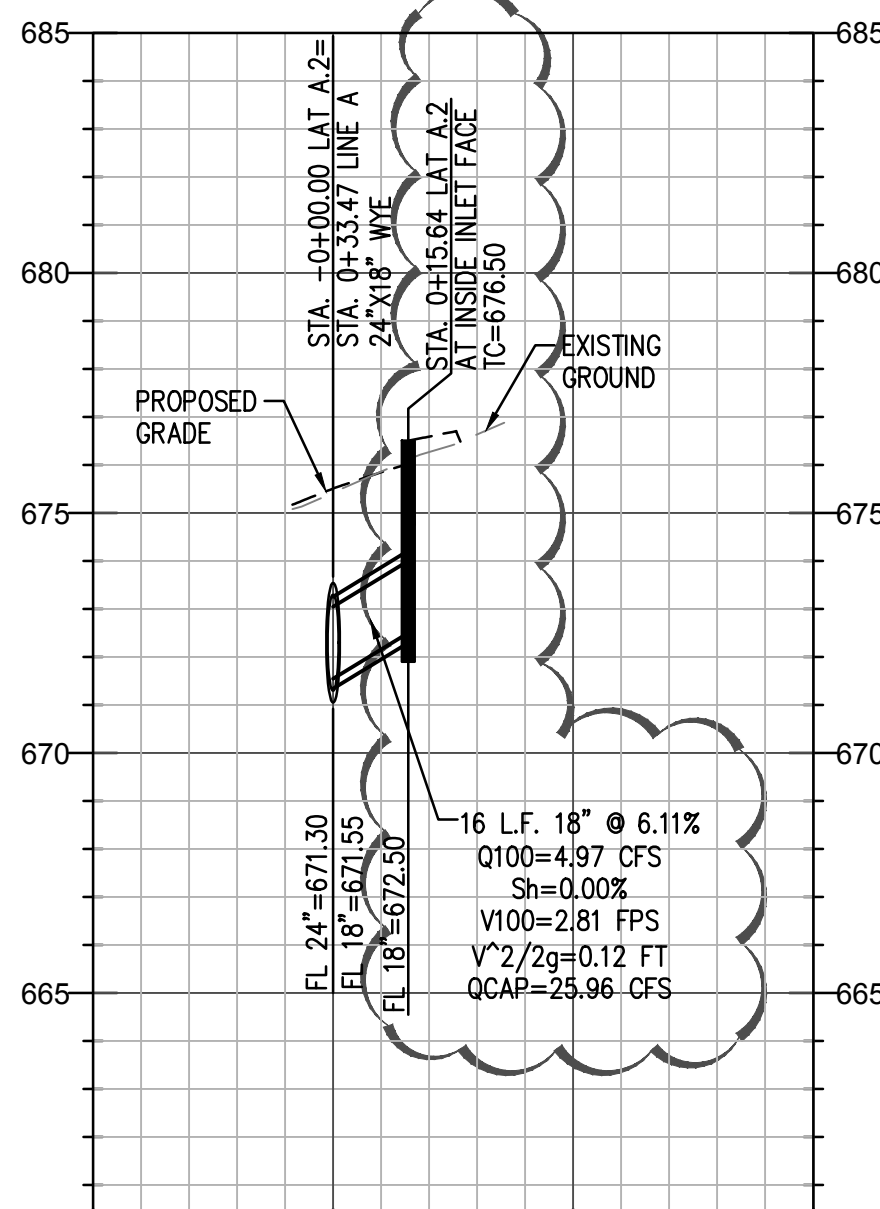 685
685
STA. -0+00.00 LAT A.2=
STA. 0+33.47 LINE A
24"X18" WYE
STA. 0+15.64 LAT A.2
AT INSIDE INLET FACE
TC=676.50
680
680
EXISTING
GROUND
PROPOSED
GRADE
675
675
670
670
16 L.F. 18" @ 6.11%
Q100=4.97 CFS
Sh=0.00%
V100=2.81 FPS
V^2/2g=0.12 FT
QCAP=25.96 CFS
FL 24"=671.30
FL 18"=671.55
FL 18"=672.50
665
665